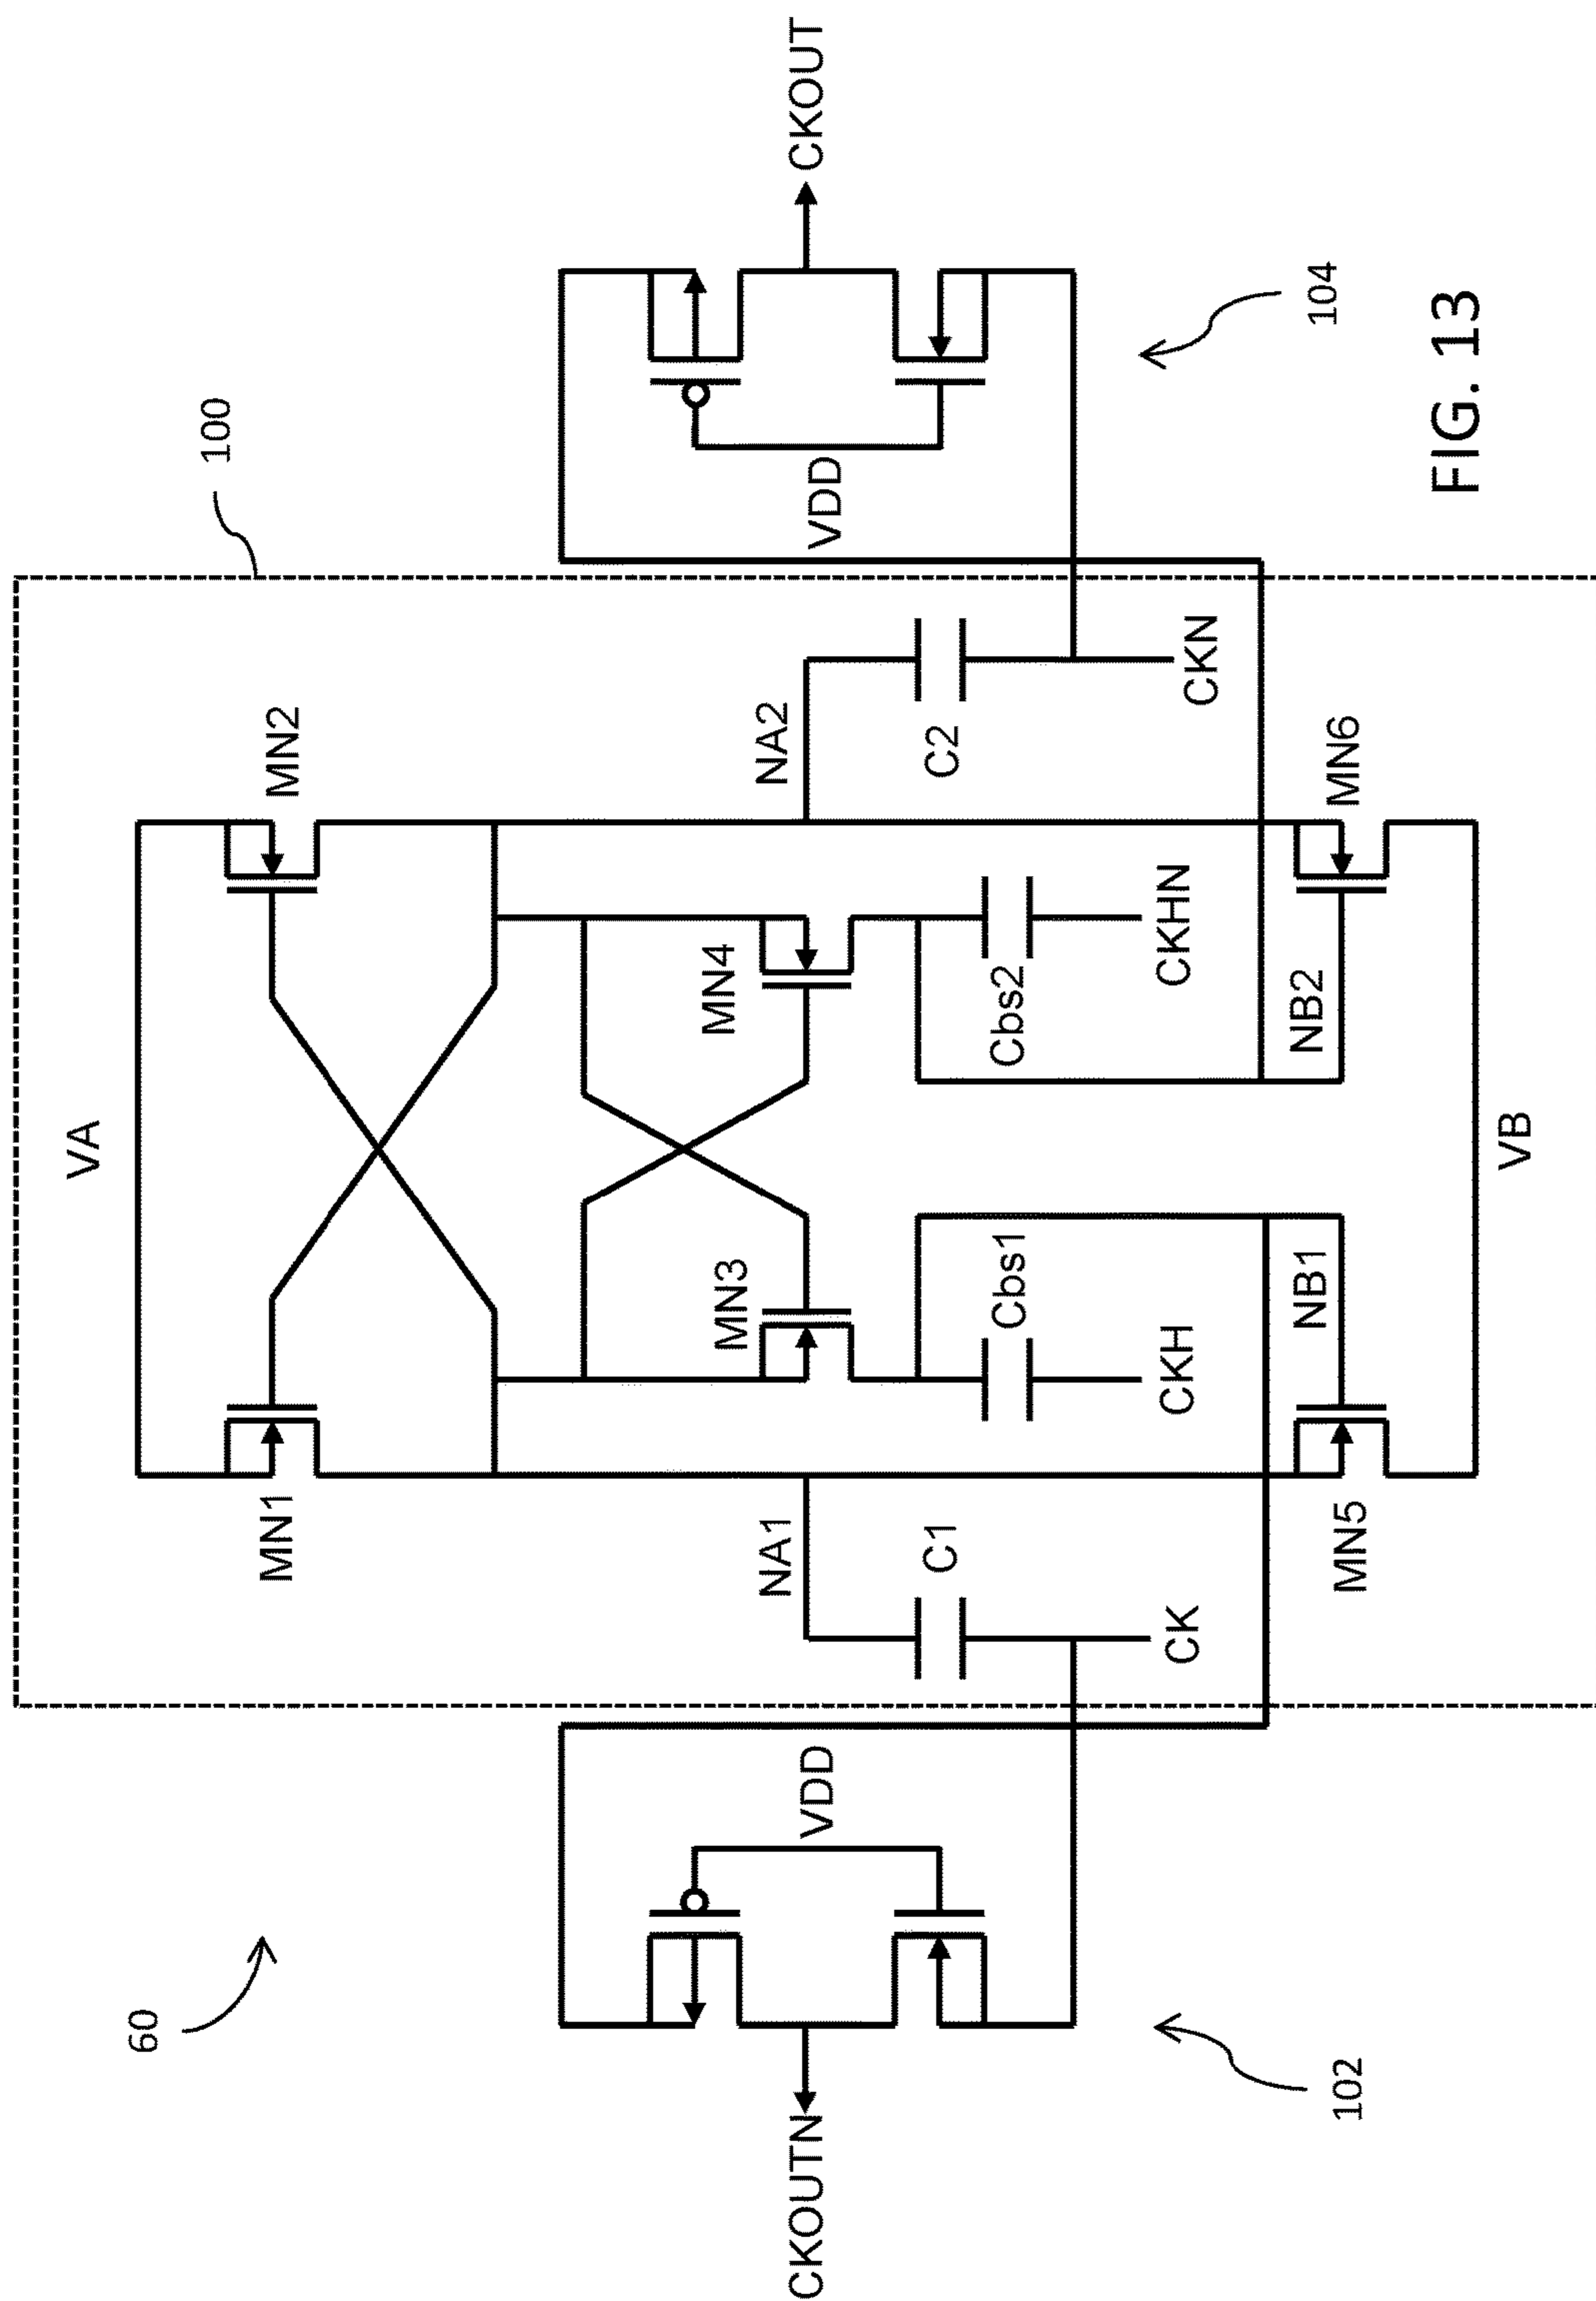 60
100
VA
MN1
MN2
CKOUTN
VDD
NA1
MN3
MN4
NA2
VDD
CKOUT
C1
Cbs1
Cbs2
C2
CK
CKH
CKHN
CKN
102
MN5
NB1
NB2
MN6
104
VB
FIG. 13